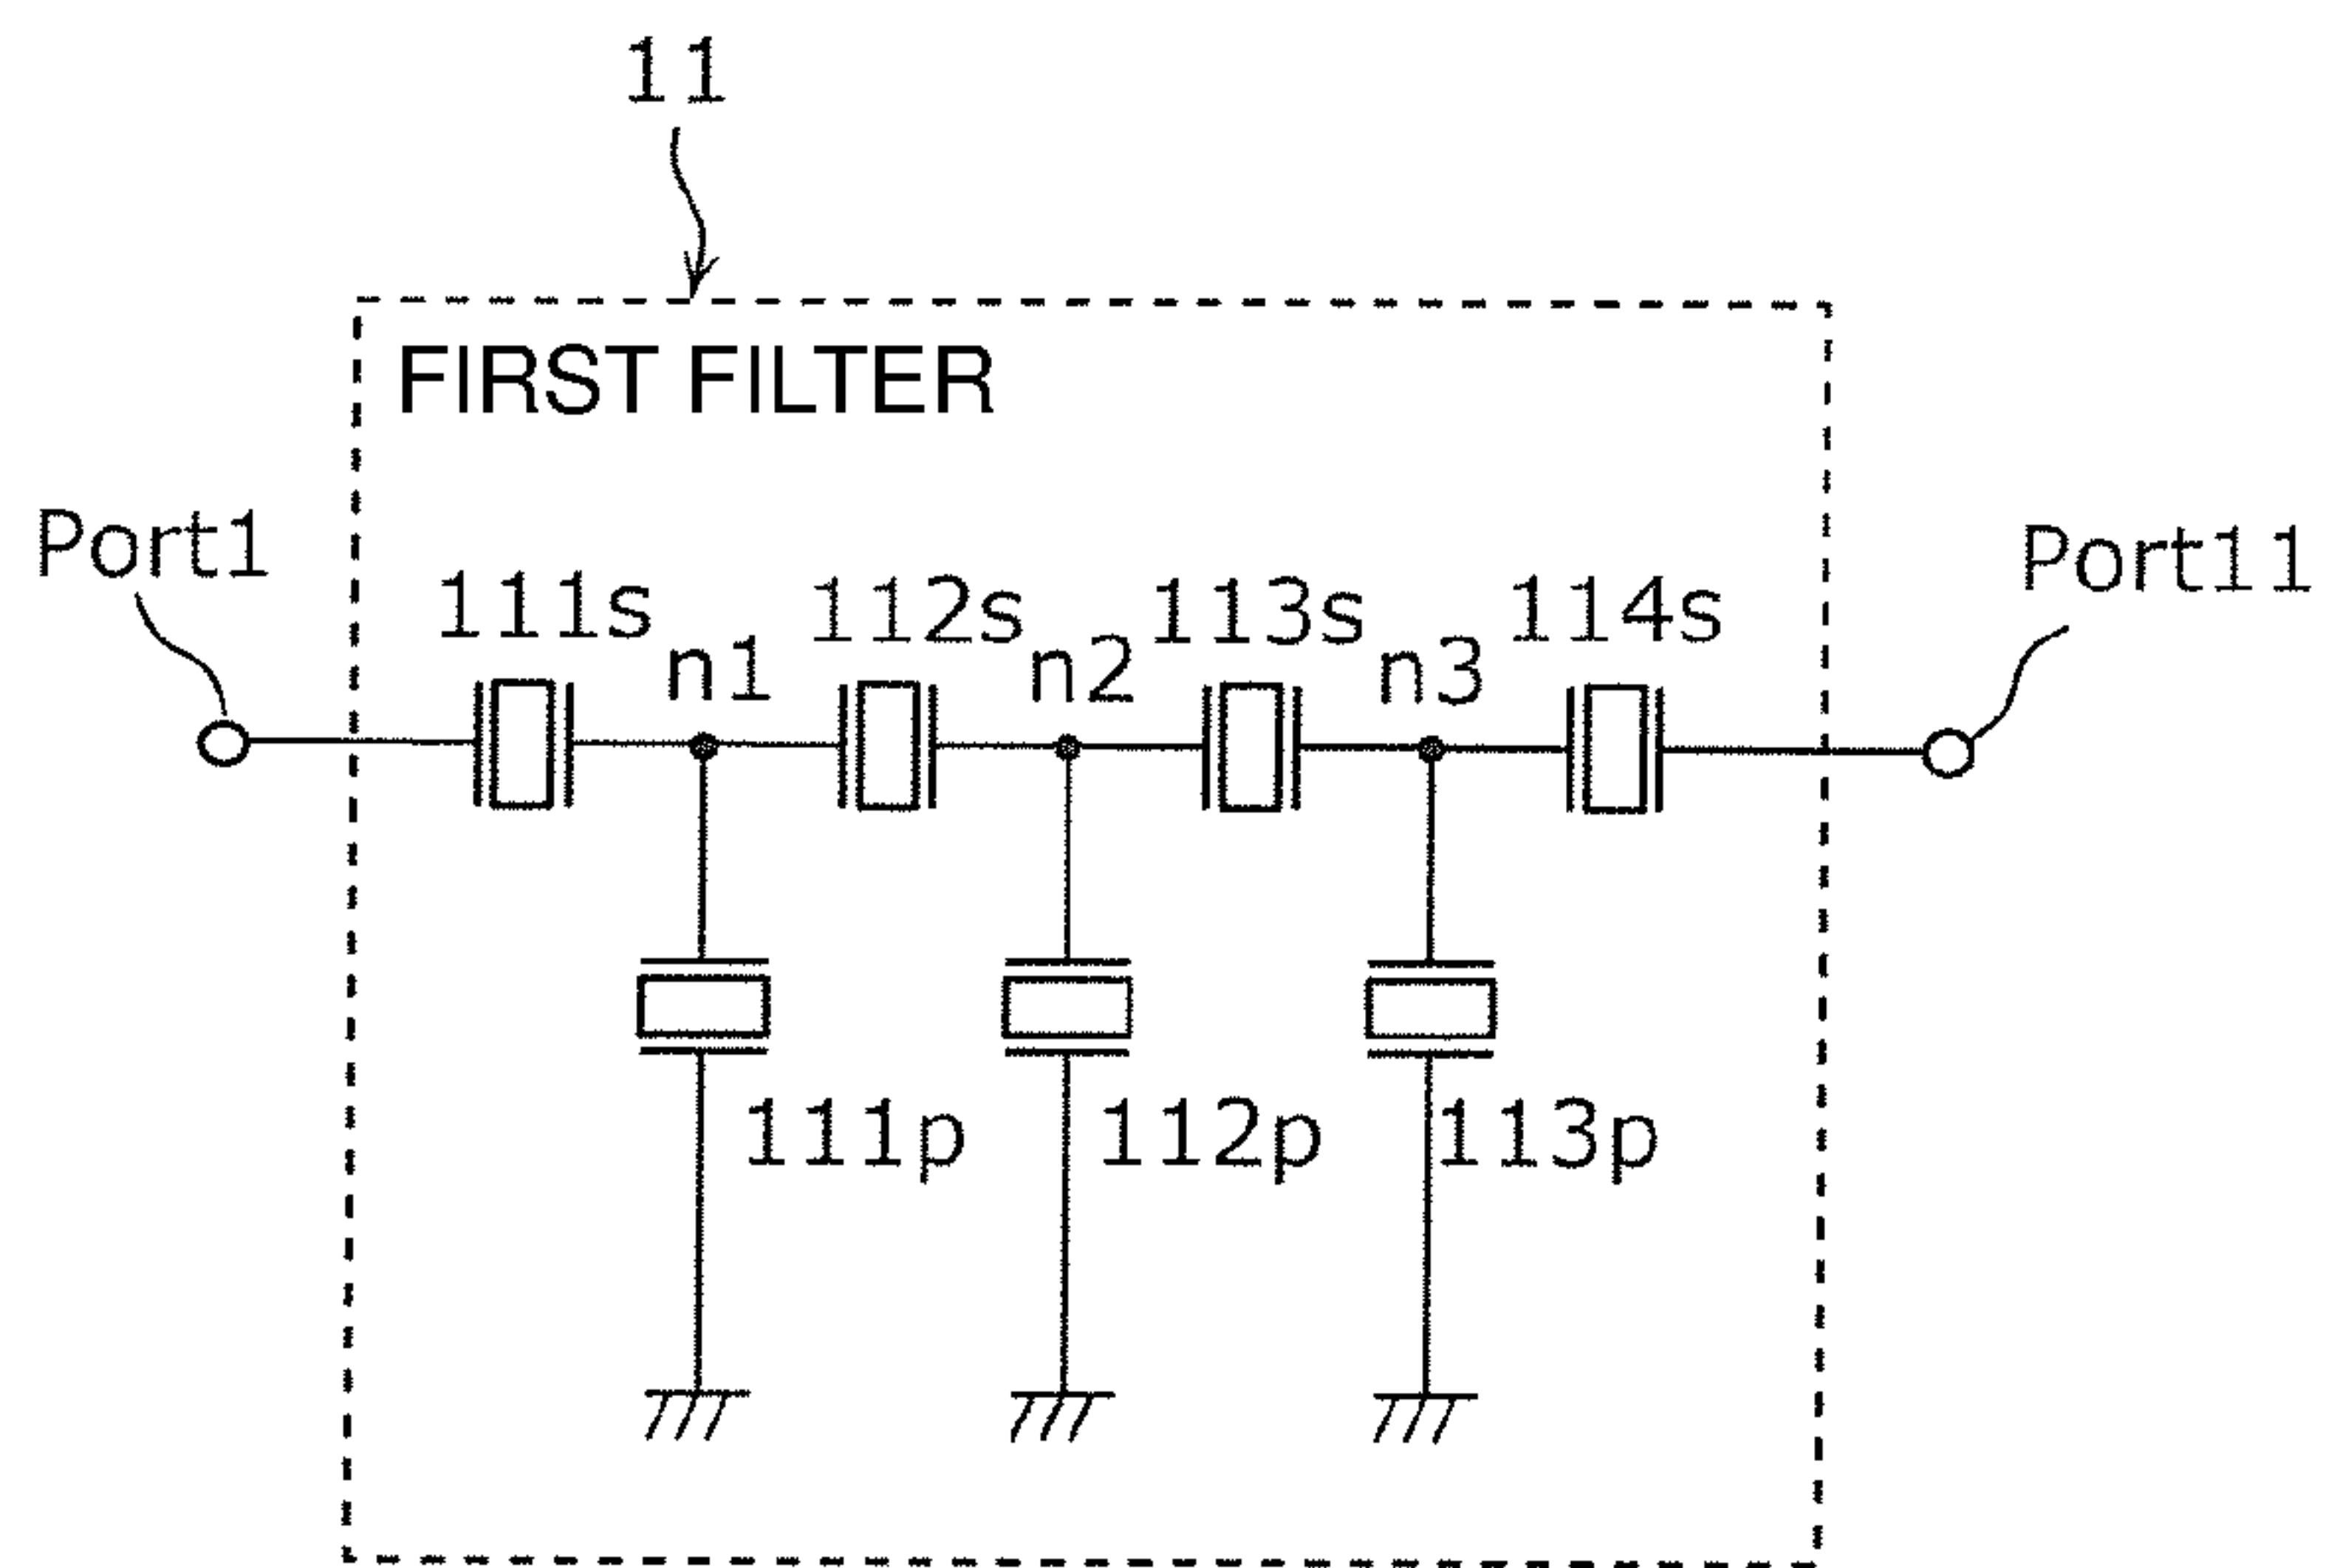 11
FIRST FILTER
Port1
Port11
111s
112s
113s
114s
n1
n2
n3
111p
112p
113p